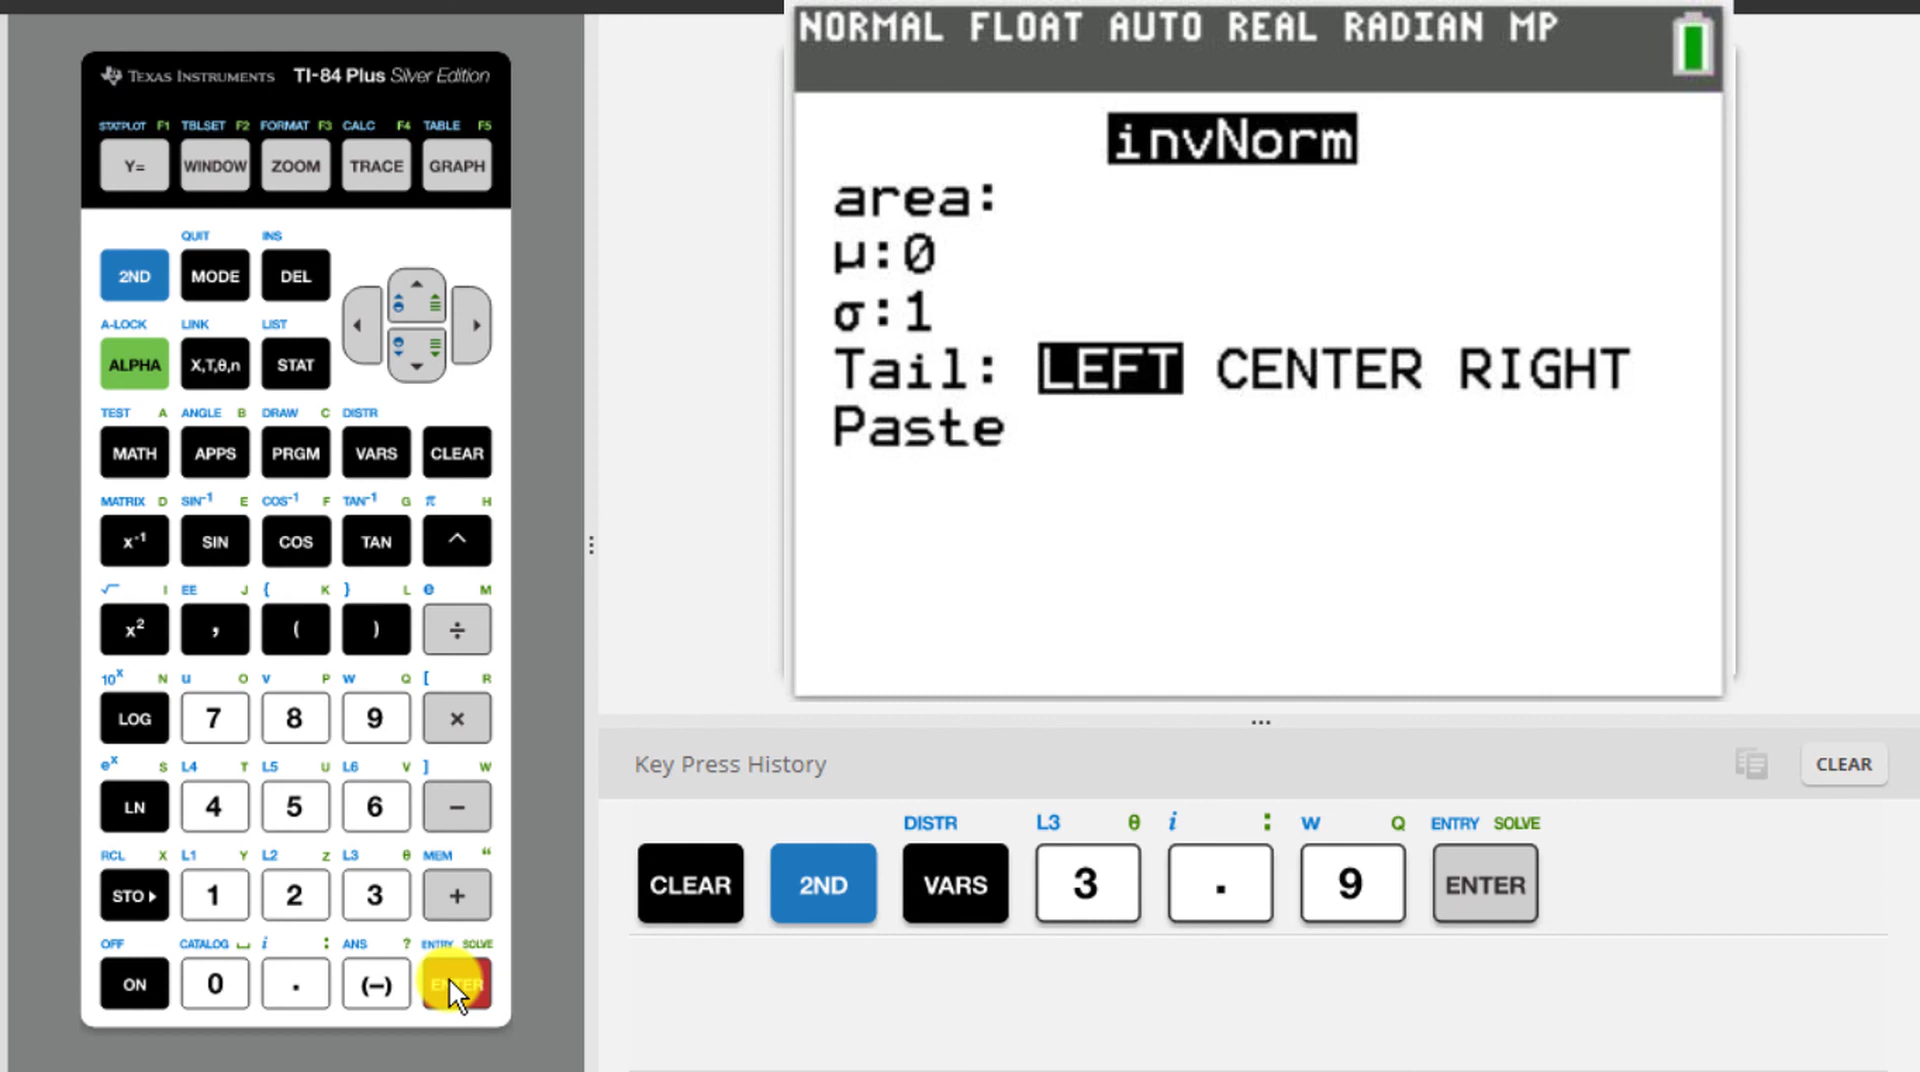 TEXAS INSTRUMENTS TI-84 Plus Silver Edition
STATPLOT F1 TBLSET F2 FORMAT F3 CALC F4 TABLE F5
Y= WINDOW ZOOM TRACE GRAPH
QUIT INS
2ND MODE DEL
A-LOCK LINK LIST
ALPHA X,T,θ,n STAT
TEST A ANGLE B DRAW C DISTR
MATH APPS PRGM VARS CLEAR
MATRIX D SIN⁻¹ E COS⁻¹ F TAN⁻¹ G π H
x⁻¹ SIN COS TAN ^
√ I EE J { K } L e M
x² , ( ) ÷
10ˣ N u O v P w Q [ R
LOG 7 8 9 ×
eˣ S L4 T L5 U L6 V ] W
LN 4 5 6 −
RCL X L1 Y L2 Z L3 θ MEM “
STO▸ 1 2 3 +
OFF CATALOG ⎵ i : ANS ? ENTRY SOLVE
ON 0 . (−) ENTER
NORMAL FLOAT AUTO REAL RADIAN MP
invNorm
area:
μ:0
σ:1
Tail: LEFT CENTER RIGHT
Paste
Key Press History
CLEAR
DISTR L3 θ i : w Q ENTRY SOLVE
CLEAR 2ND VARS 3 . 9 ENTER